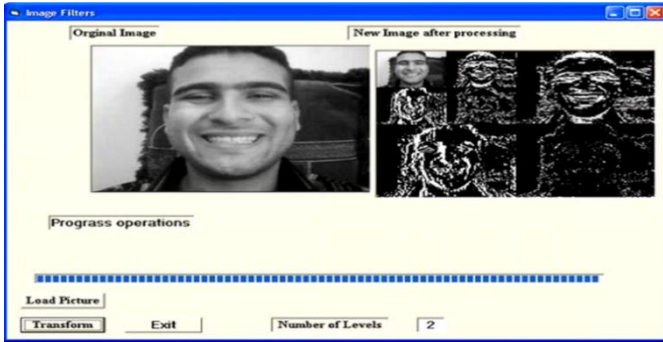 Image Filters
Orginal Image
New Image after processing
Prograss operations
Load Picture
Transform
Exit
Number of Levels
2